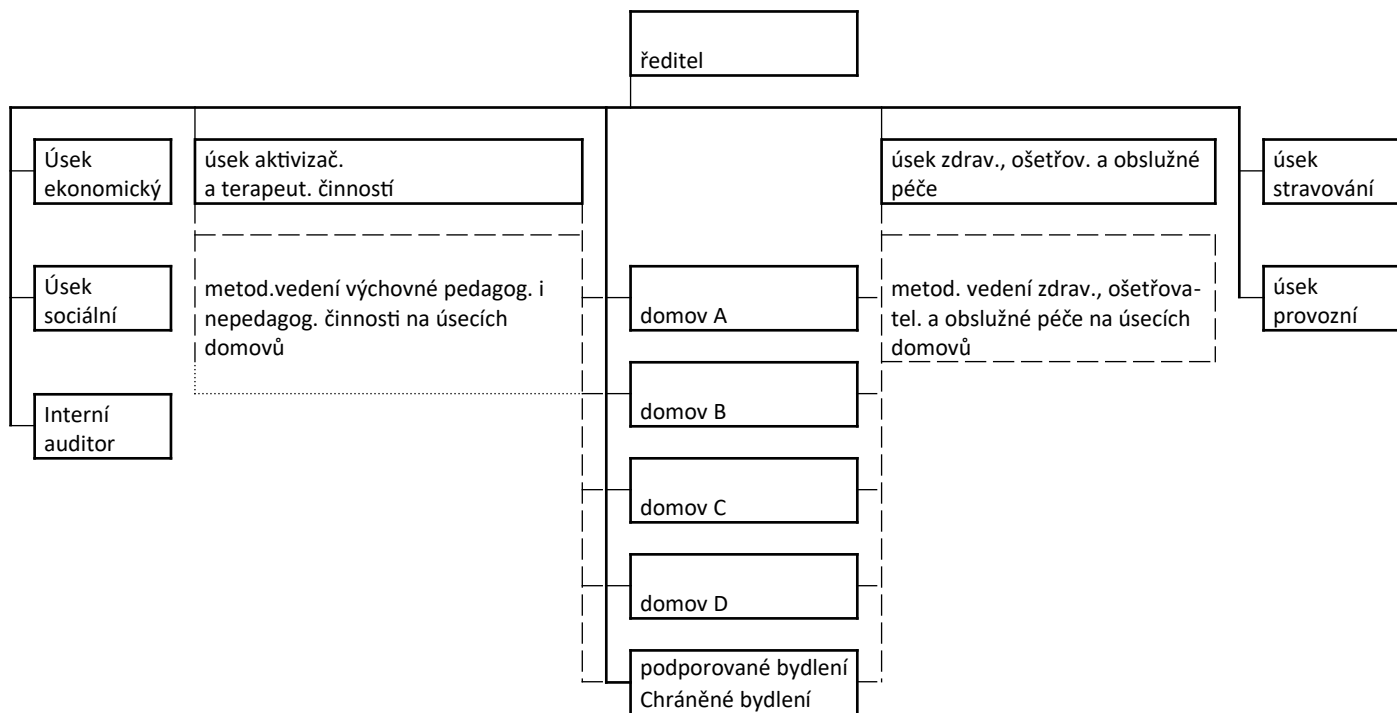 ředitel
Úsek
ekonomický
úsek aktivizač.
a terapeut. činností
úsek zdrav., ošetřov. a obslužné
péče
úsek
stravování
Úsek
sociální
metod.vedení výchovné pedagog. i
nepedagog. činností na úsecích
domovů
domov A
metod. vedení zdrav., ošetřova-
tel. a obslužné péče na úsecích
domovů
úsek
provozní
Interní
auditor
domov B
domov C
domov D
podporované bydlení
Chráněné bydlení